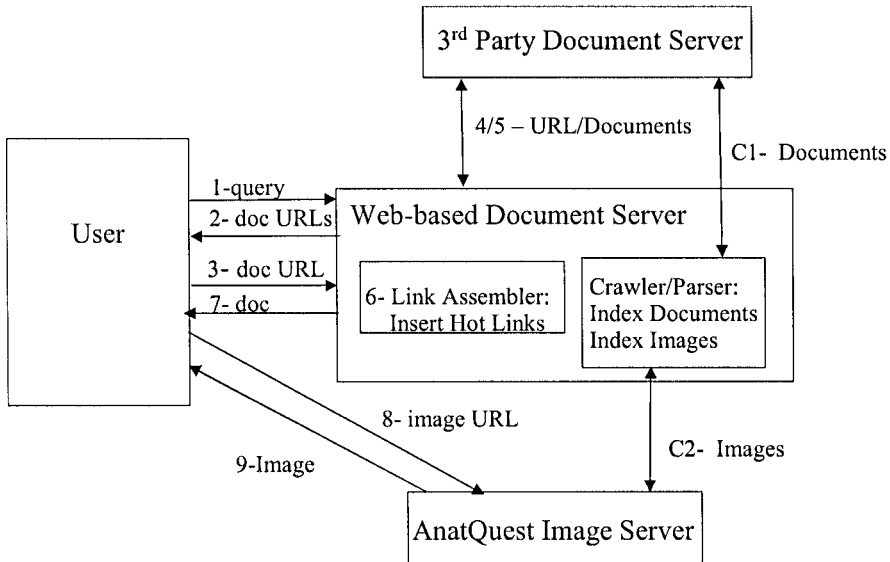 3rd Party Document Server
4/5 – URL/Documents
C1- Documents
User
1-query
2- doc URLs
3- doc URL
7- doc
Web-based Document Server
6- Link Assembler:
Insert Hot Links
Crawler/Parser:
Index Documents
Index Images
8- image URL
9-Image
C2- Images
AnatQuest Image Server